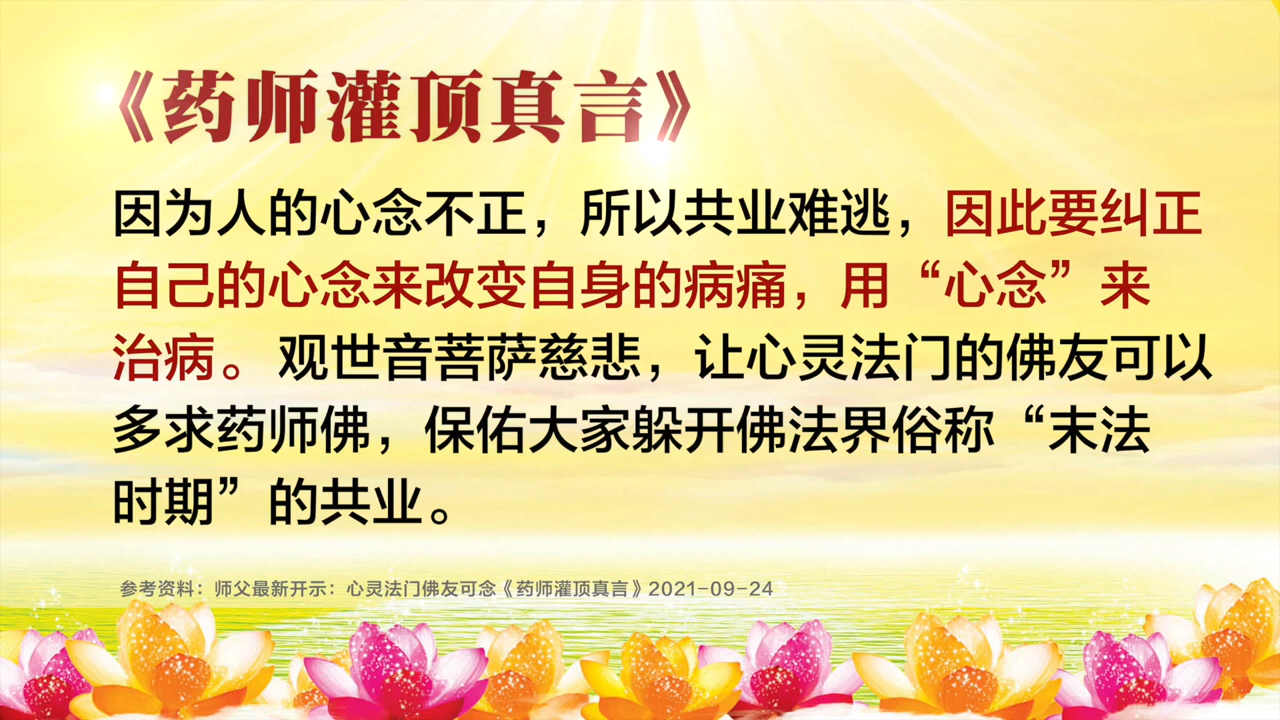 《药师灌顶真言》
因为人的心念不正，所以共业难逃，因此要纠正
自己的心念来改变自身的病痛，用“心念”来
治病。观世音菩萨慈悲，让心灵法门的佛友可以
多求药师佛，保佑大家躲开佛法界俗称“末法
时期”的共业。
参考资料：师父最新开示：心灵法门佛友可念《药师灌顶真言》2021-09-24